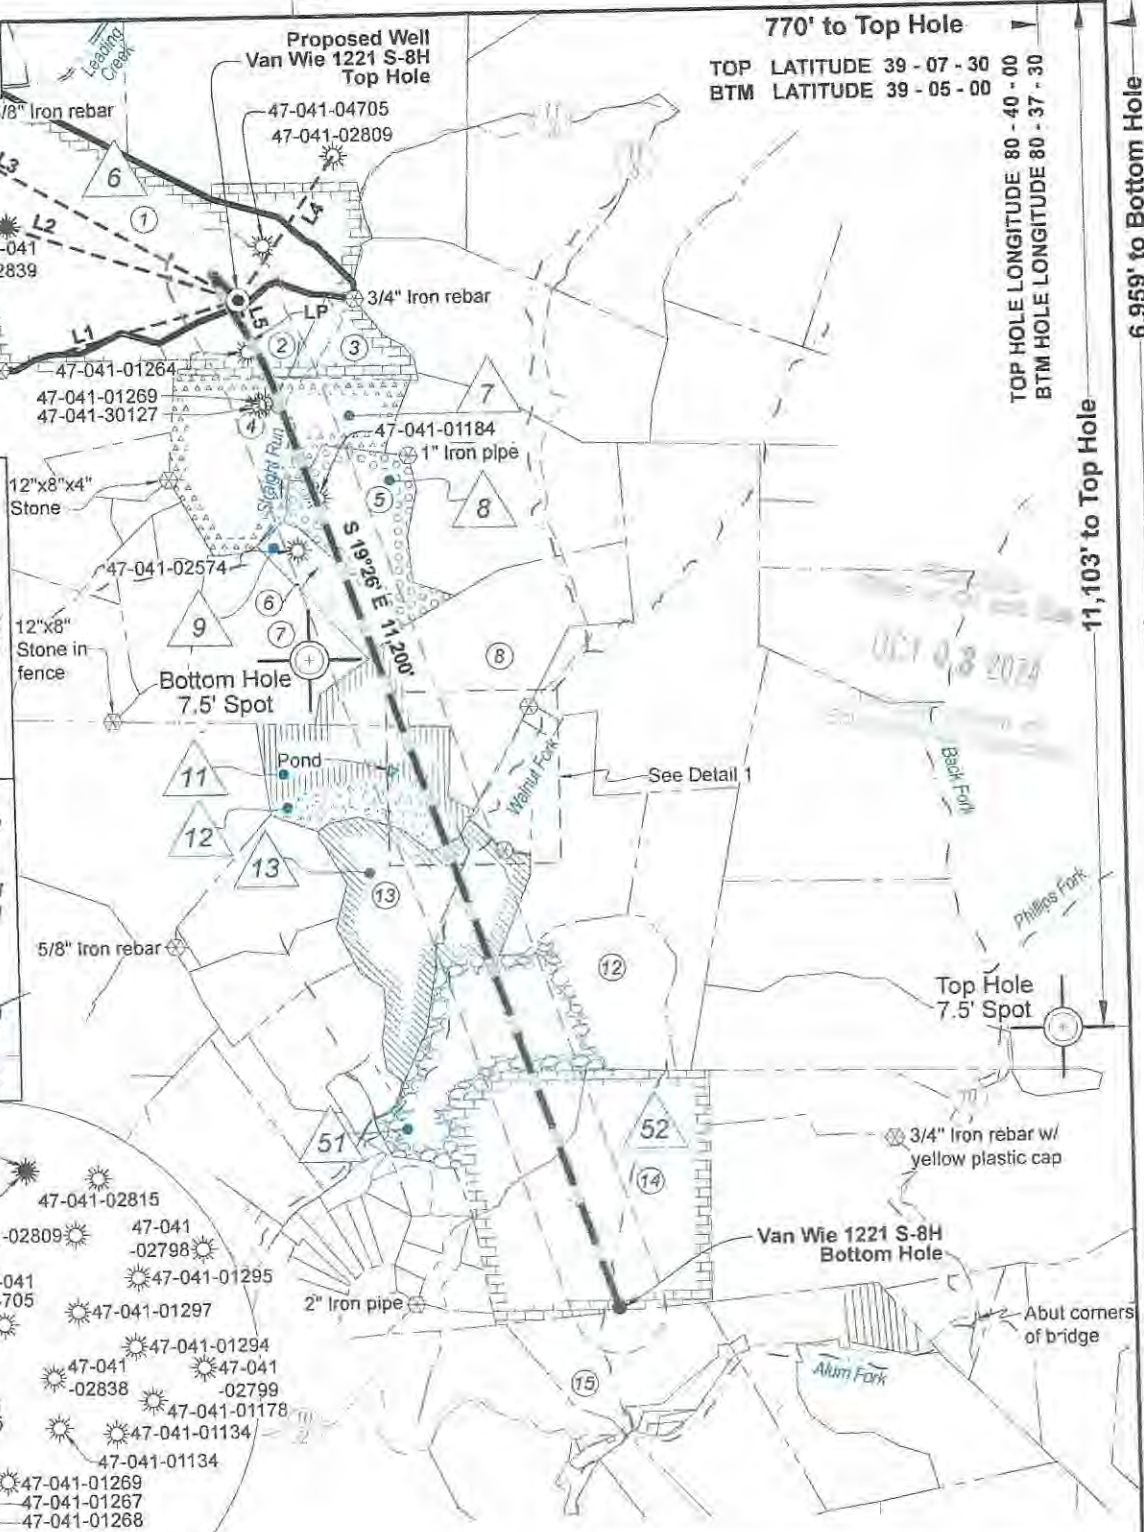 770' to Top Hole
TOP LATITUDE 39 - 07 - 30
BTM LATITUDE 39 - 05 - 00
TOP HOLE LONGITUDE 80 - 40 - 00
BTM HOLE LONGITUDE 80 - 37 - 30
6,959' to Bottom Hole
11,103' to Top Hole
Leading
Creek
Proposed Well
Van Wie 1221 S-8H
Top Hole
/8" Iron rebar
47-041-04705
47-041-02809
6
L3
1
L4
L2
-041
2839
3/4" Iron rebar
LP
L5
L1
2
3
47-041-01264
47-041-01269
47-041-30127
7
4
47-041-01184
1" Iron pipe
Straight Run
12"x8"x4"
Stone
5
8
S 19°26' E 11,200'
47-041-02574
6
9
7
12"x8"
Stone in
fence
8
Bottom Hole
7.5' Spot
Pond
11
See Detail 1
Walnut Fork
Back Fork
12
13
13
Phillips Fork
5/8" Iron rebar
12
Top Hole
7.5' Spot
51
52
3/4" Iron rebar w/
yellow plastic cap
14
47-041-02815
-02809
47-041
-02798
Van Wie 1221 S-8H
Bottom Hole
-041
705
47-041-01295
2" Iron pipe
47-041-01297
Abut corners
of bridge
47-041-01294
47-041
-02838
47-041
-02799
Alum Fork
15
47-041-01178
47-041-01134
47-041-01134
47-041-01269
47-041-01267
47-041-01268